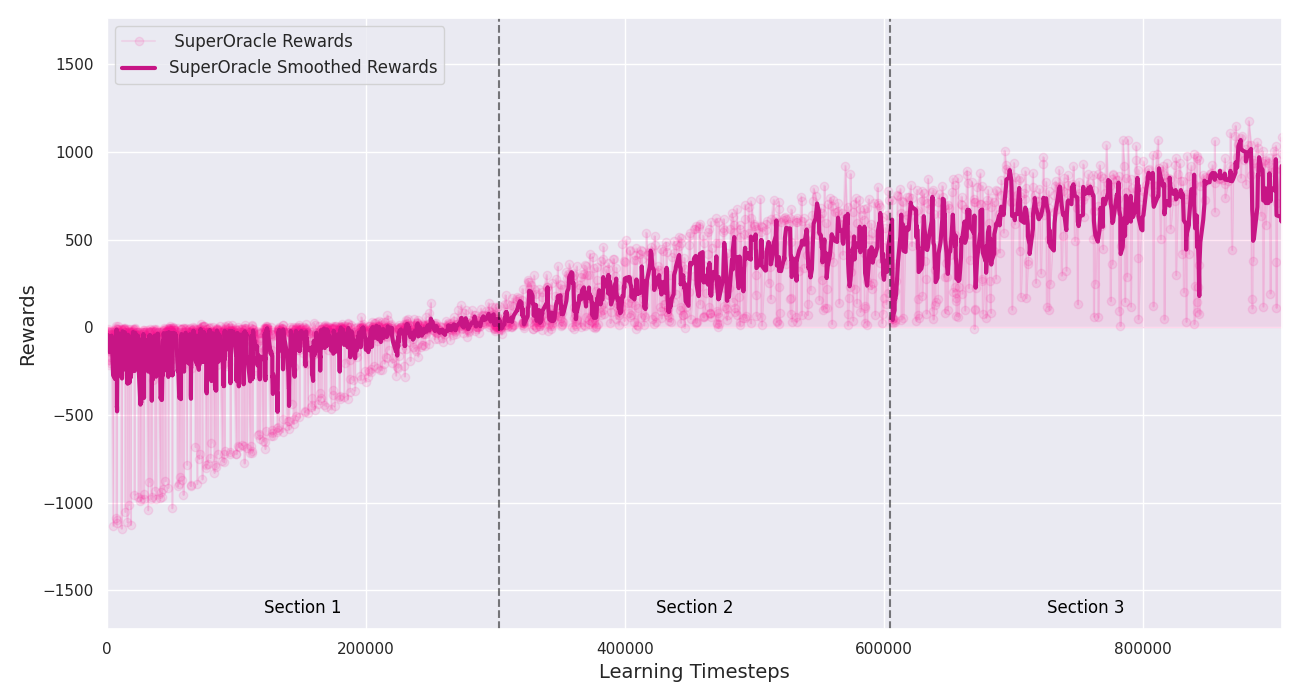 SuperOracle Rewards
SuperOracle Smoothed Rewards
Rewards
1500
1000
500
0
−500
−1000
−1500
Section 1 Section 2 Section 3
0 200000 400000 600000 800000
Learning Timesteps